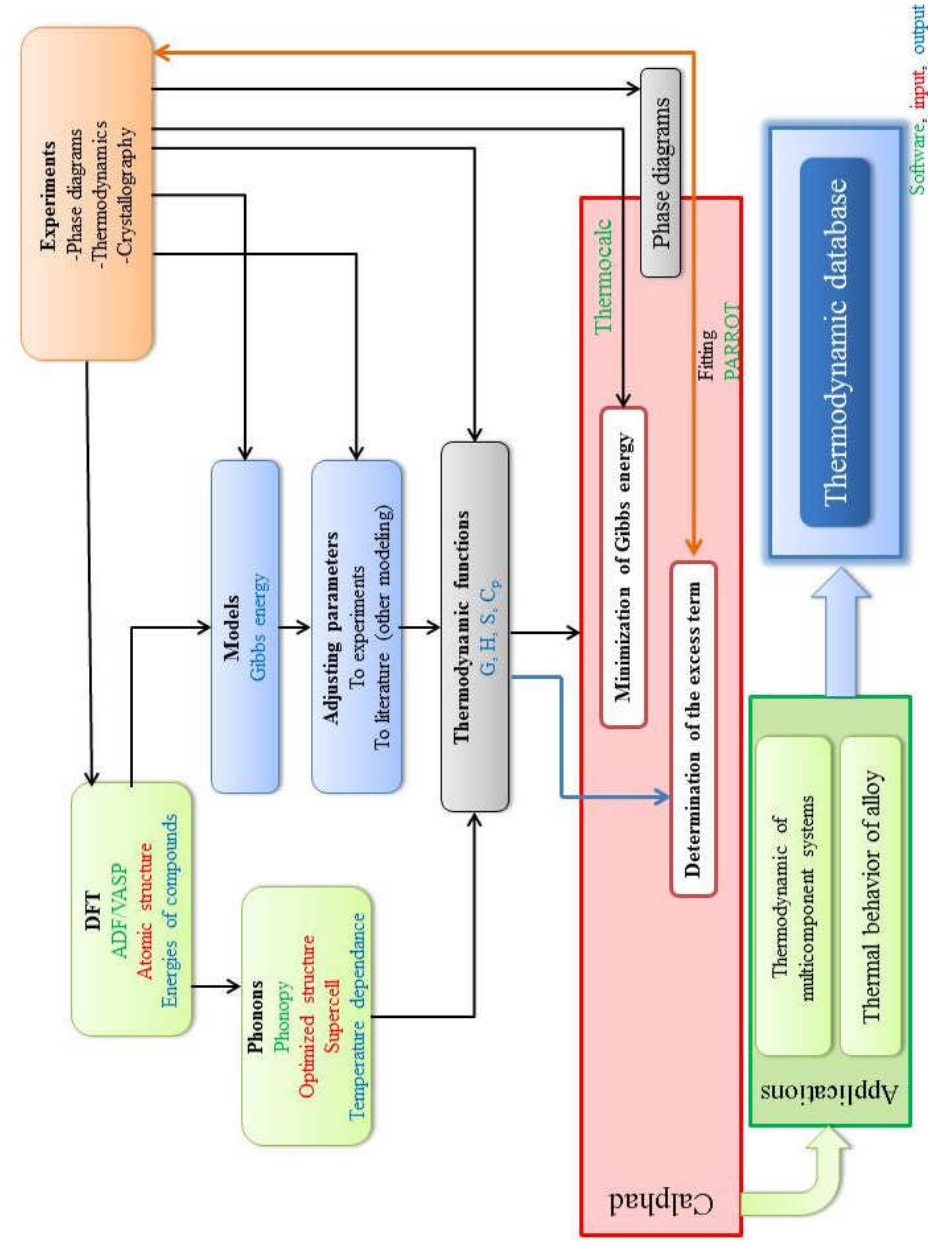 DFT
ADF/VASP
Atomic structure
Energies of compounds
Experiments
-Phase diagrams
-Thermodynamics
-Crystallography
Phonons
Phonopy
Optimized structure
Supercell
Temperature dependance
Models
Gibbs energy
Adjusting parameters
To experiments
To literature (other modeling)
Thermodynamic functions
G, H, S, Cp
Calphad
Thermocalc
Minimization of Gibbs energy
Phase diagrams
Determination of the excess term
Fitting
PARROT
Applications
Thermodynamic of
multicomponent systems
Thermal behavior of alloy
Thermodynamic database
Software, input, output